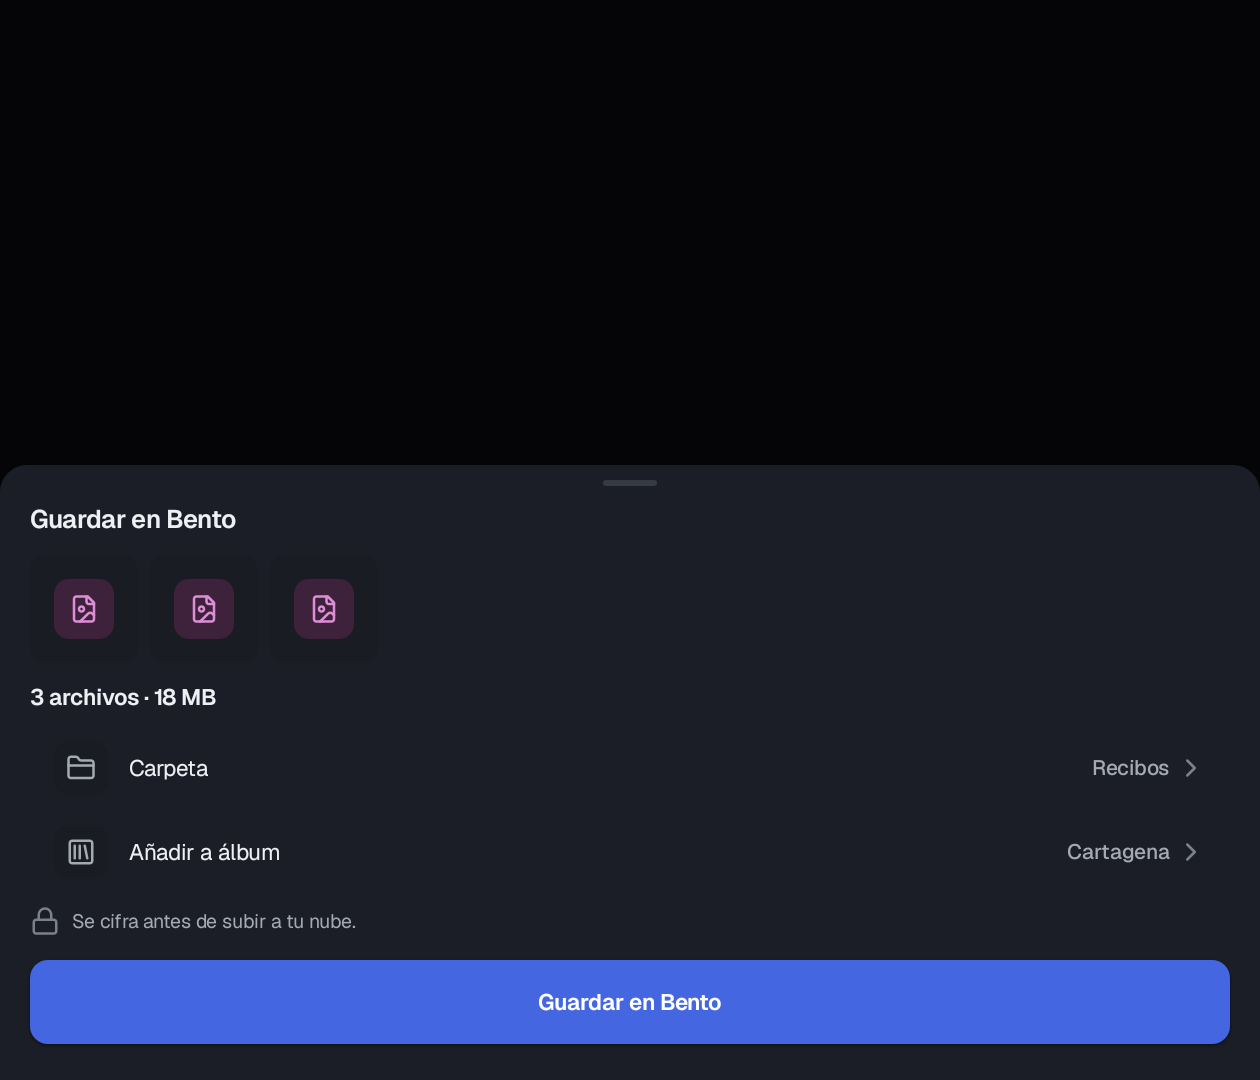 Guardar en Bento
3 archivos · 18 MB
Carpeta
Recibos
Añadir a álbum
Cartagena
Se cifra antes de subir a tu nube.
Guardar en Bento